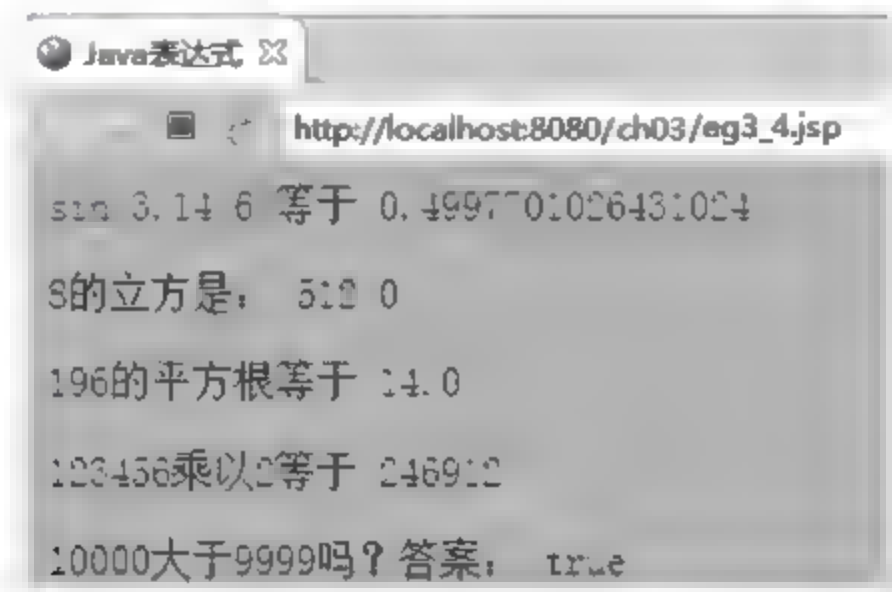 Java表达式
http://localhost:8080/ch03/eg3_4.jsp
sin 3.14 6 等于 0.4997701026431024
8的立方是： 512 0
196的平方根等于 14.0
123456乘以2等于 246912
10000大于9999吗？答案： true